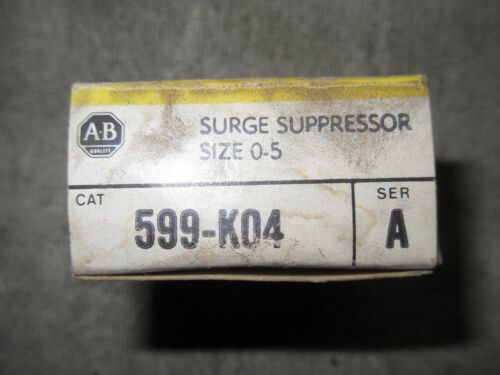 A-B
QUALITY
SURGE SUPPRESSOR
SIZE 0-5
CAT
599-K04
SER
A